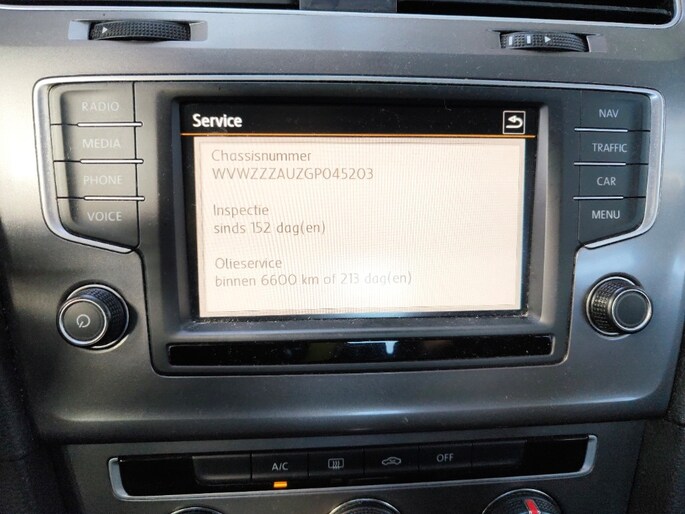 RADIO
MEDIA
PHONE
VOICE
Service
Chassisnummer
WVWZZZAUZGP045203
Inspectie
sinds 152 dag(en)
Olieservice
binnen 6600 km of 213 dag(en)
NAV
TRAFFIC
CAR
MENU
A/C
OFF